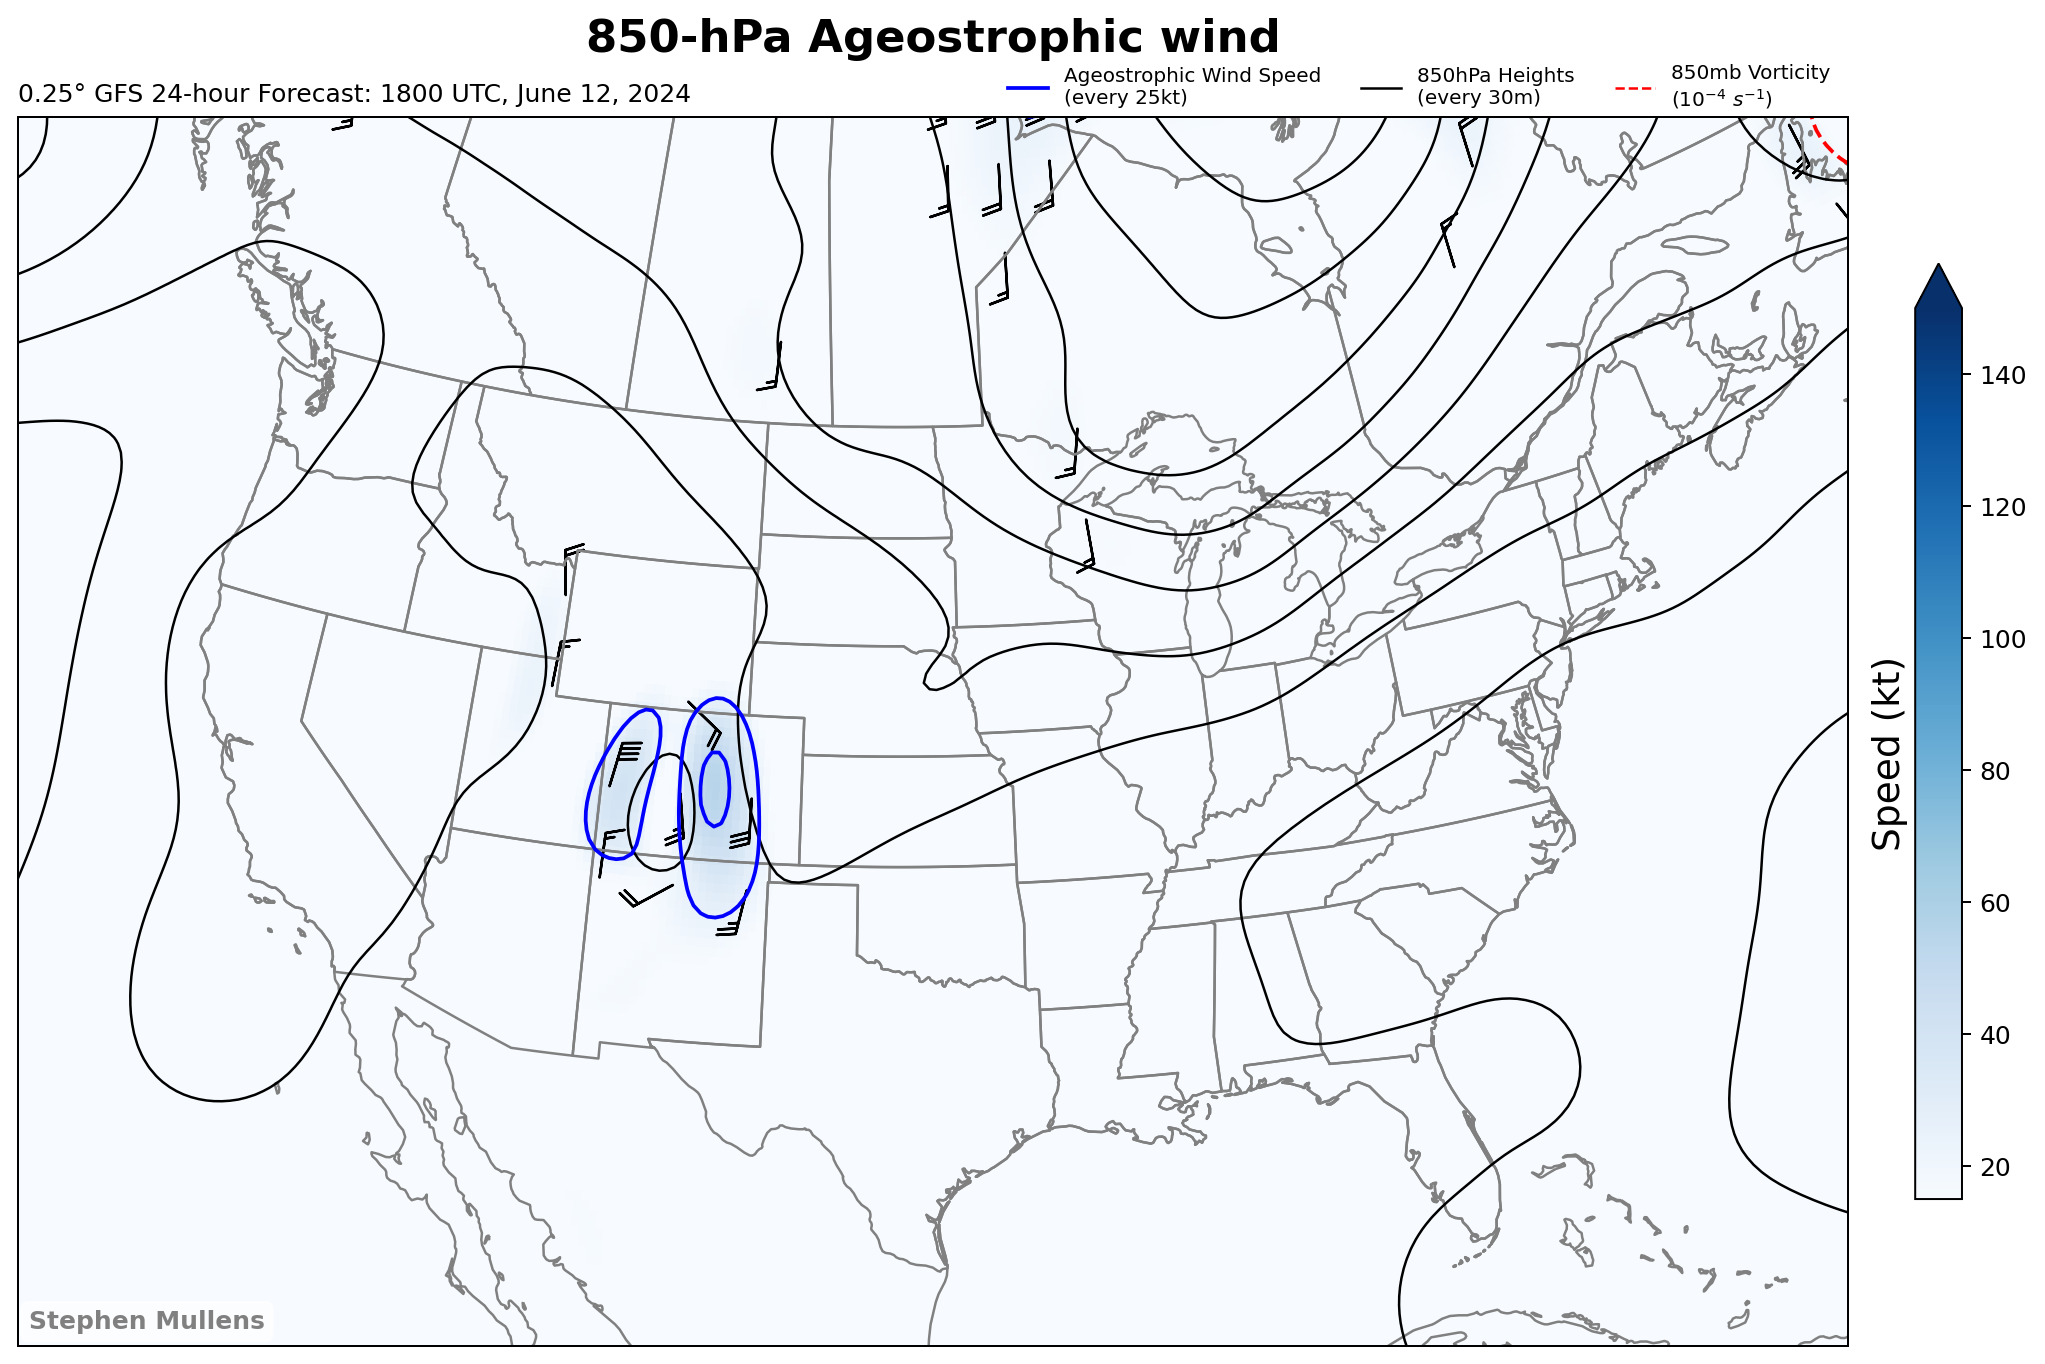 850-hPa Ageostrophic wind
0.25° GFS 24-hour Forecast: 1800 UTC, June 12, 2024
Ageostrophic Wind Speed
(every 25kt)
850hPa Heights
(every 30m)
850mb Vorticity
(10⁻⁴ s⁻¹)
140
120
100
80
60
40
20
Speed (kt)
Stephen Mullens